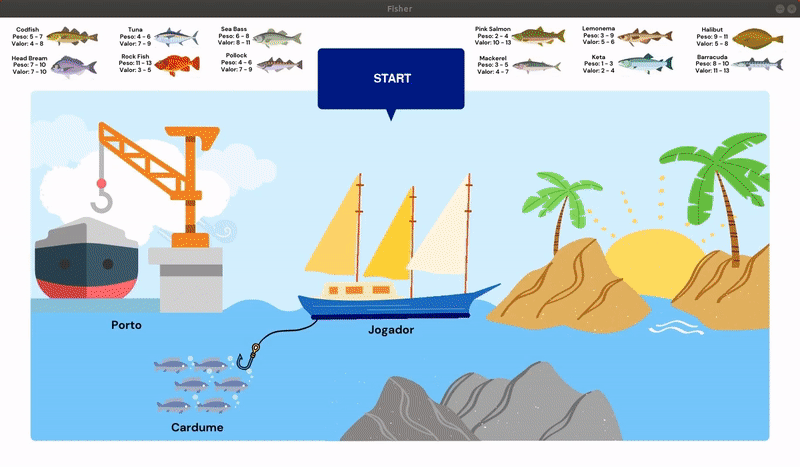 Fisher
Codfish
Peso: 5 - 7
Valor: 4 - 8
Tuna
Peso: 4 - 6
Valor: 7 - 9
Sea Bass
Peso: 6 - 8
Valor: 8 - 11
Pink Salmon
Peso: 2 - 4
Valor: 10 - 13
Lemonema
Peso: 3 - 9
Valor: 5 - 6
Halibut
Peso: 9 - 11
Valor: 5 - 8
Head Bream
Peso: 7 - 10
Valor: 7 - 10
Rock Fish
Peso: 11 - 13
Valor: 3 - 5
Pollock
Peso: 4 - 6
Valor: 7 - 9
Mackerel
Peso: 3 - 5
Valor: 4 - 7
Keta
Peso: 1 - 3
Valor: 2 - 4
Barracuda
Peso: 8 - 10
Valor: 11 - 13
START
Porto
Jogador
Cardume